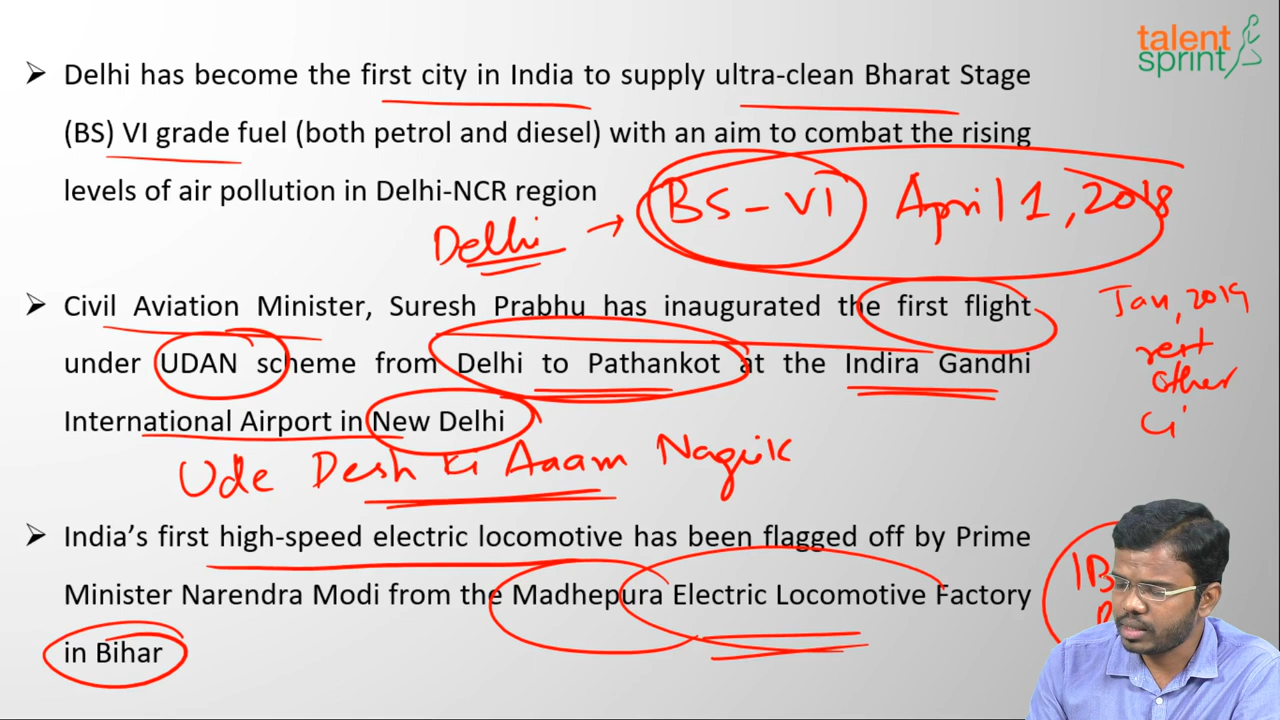 talent
sprint
➢ Delhi has become the first city in India to supply ultra-clean Bharat Stage
(BS) VI grade fuel (both petrol and diesel) with an aim to combat the rising
levels of air pollution in Delhi-NCR region
Delhi → BS-VI April 1, 2018
➢ Civil Aviation Minister, Suresh Prabhu has inaugurated the first flight
under UDAN scheme from Delhi to Pathankot at the Indira Gandhi
International Airport in New Delhi
Jan, 2019
rest
other
Ude Desh Ki Aaam Nagrik
➢ India's first high-speed electric locomotive has been flagged off by Prime
Minister Narendra Modi from the Madhepura Electric Locomotive Factory
in Bihar